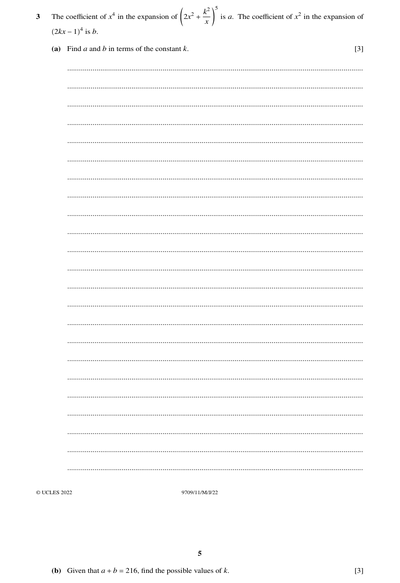 3 The coefficient of x⁴ in the expansion of (2x² + k²/x)⁵ is a. The coefficient of x² in the expansion of
(2kx − 1)⁴ is b.
(a) Find a and b in terms of the constant k. [3]
© UCLES 2022 9709/11/M/J/22
5
(b) Given that a + b = 216, find the possible values of k. [3]